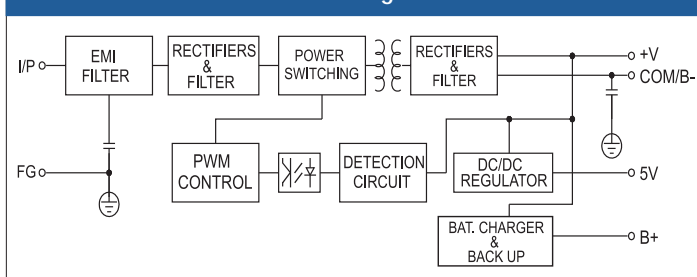 I/P
EMI
FILTER
RECTIFIERS
&
FILTER
POWER
SWITCHING
RECTIFIERS
&
FILTER
+V
COM/B-
FG
PWM
CONTROL
DETECTION
CIRCUIT
DC/DC
REGULATOR
5V
BAT. CHARGER
&
BACK UP
B+